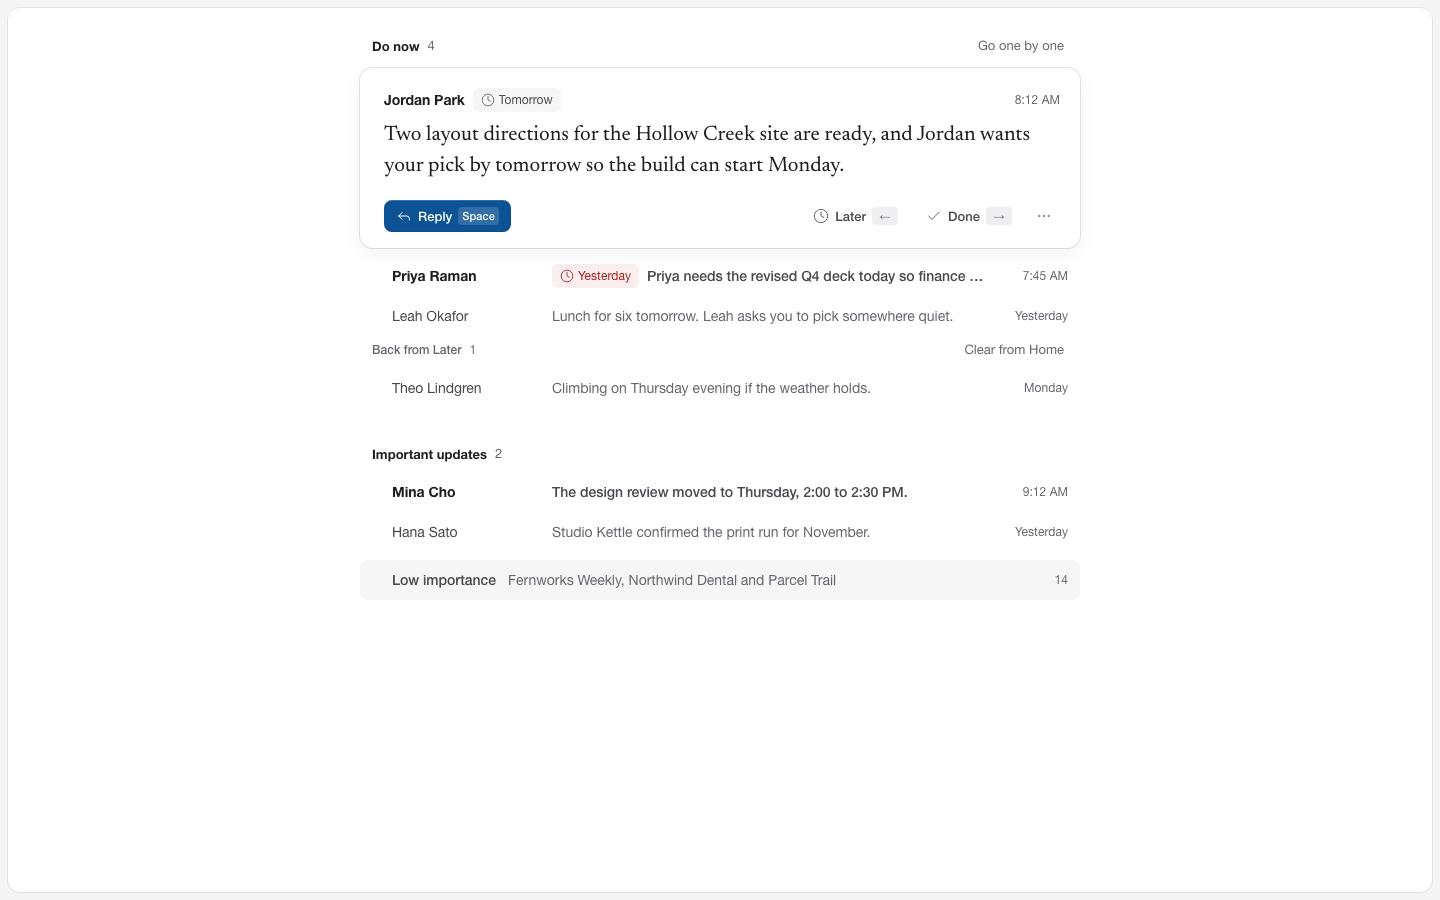 Do now 4 Go one by one
Jordan Park Tomorrow 8:12 AM
Two layout directions for the Hollow Creek site are ready, and Jordan wants
your pick by tomorrow so the build can start Monday.
Reply Space Later ← Done → ···
Priya Raman Yesterday Priya needs the revised Q4 deck today so finance ... 7:45 AM
Leah Okafor Lunch for six tomorrow. Leah asks you to pick somewhere quiet. Yesterday
Back from Later 1 Clear from Home
Theo Lindgren Climbing on Thursday evening if the weather holds. Monday
Important updates 2
Mina Cho The design review moved to Thursday, 2:00 to 2:30 PM. 9:12 AM
Hana Sato Studio Kettle confirmed the print run for November. Yesterday
Low importance Fernworks Weekly, Northwind Dental and Parcel Trail 14